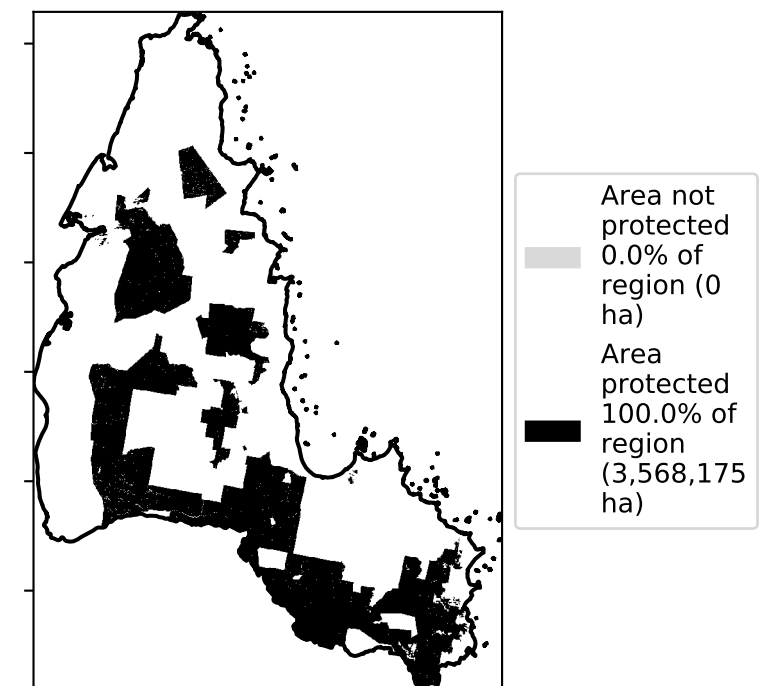 Area not
protected
0.0% of
region (0
ha)
Area
protected
100.0% of
region
(3,568,175
ha)